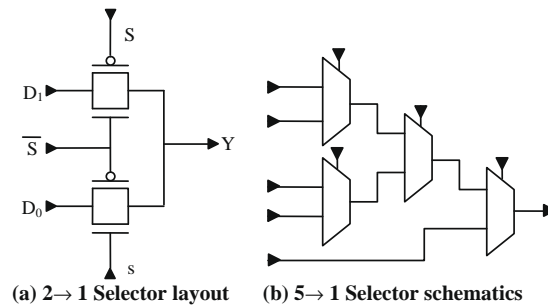 S
D₁
S̅
Y
D₀
s
(a) 2→ 1 Selector layout
(b) 5→ 1 Selector schematics